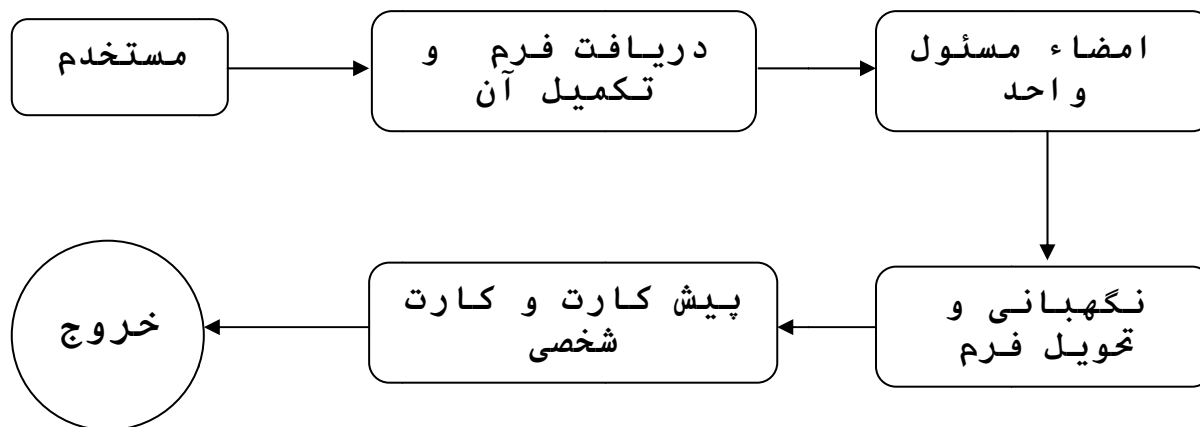 مستخدم
دریافت فرم و
تکمیل آن
امضاء مسئول
واحد
نگهبانی و
تحویل فرم
پیش کارت و کارت
شخصی
خروج